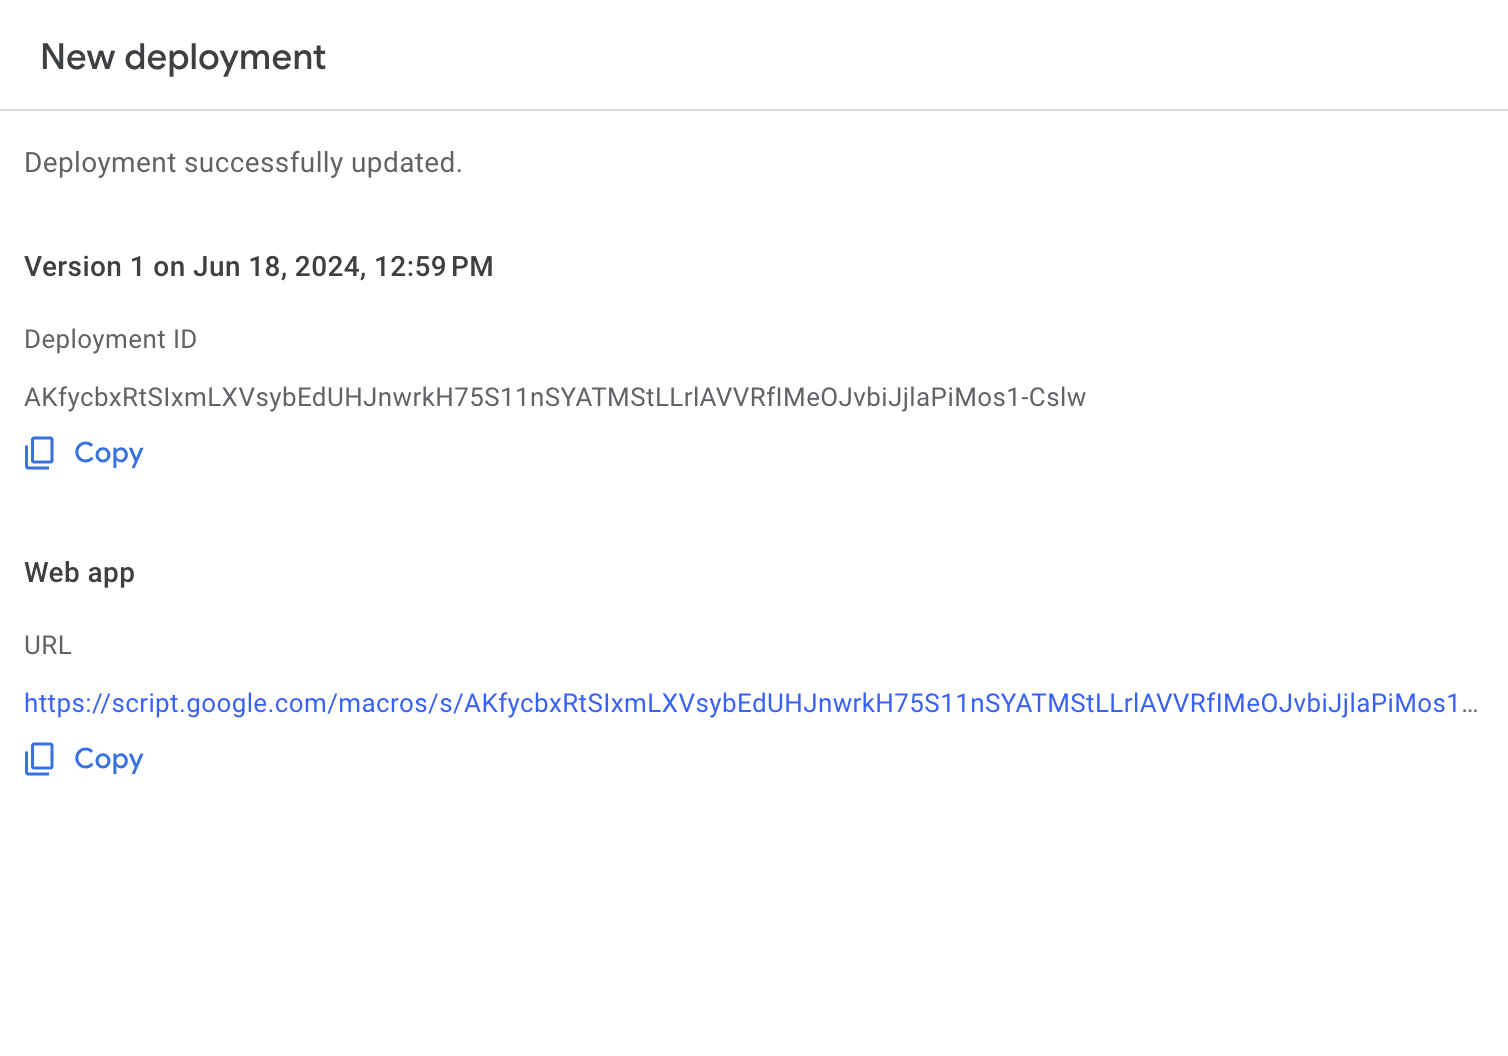 New deployment
Deployment successfully updated.
Version 1 on Jun 18, 2024, 12:59 PM
Deployment ID
AKfycbxRtSIxmLXVsybEdUHJnwrkH75S11nSYATMStLLrlAVVRfIMeOJvbiJjlaPiMos1-Cslw
Copy
Web app
URL
https://script.google.com/macros/s/AKfycbxRtSIxmLXVsybEdUHJnwrkH75S11nSYATMStLLrlAVVRfIMeOJvbiJjlaPiMos1...
Copy